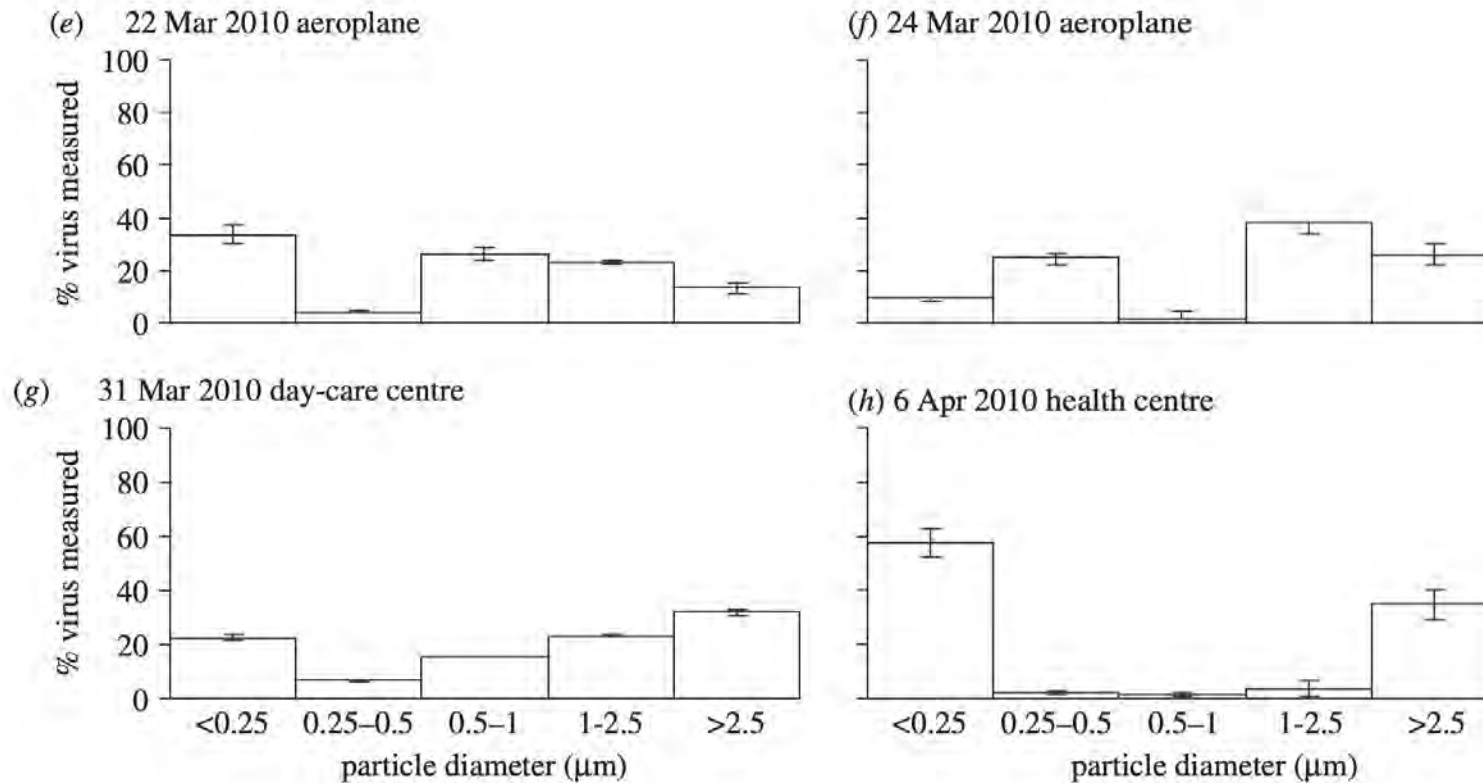 (e) 22 Mar 2010 aeroplane
100
80
60
40
20
0
% virus measured
(f) 24 Mar 2010 aeroplane
(g) 31 Mar 2010 day-care centre
100
80
60
40
20
0
% virus measured
<0.25 0.25–0.5 0.5–1 1-2.5 >2.5
particle diameter (μm)
(h) 6 Apr 2010 health centre
<0.25 0.25–0.5 0.5–1 1-2.5 >2.5
particle diameter (μm)